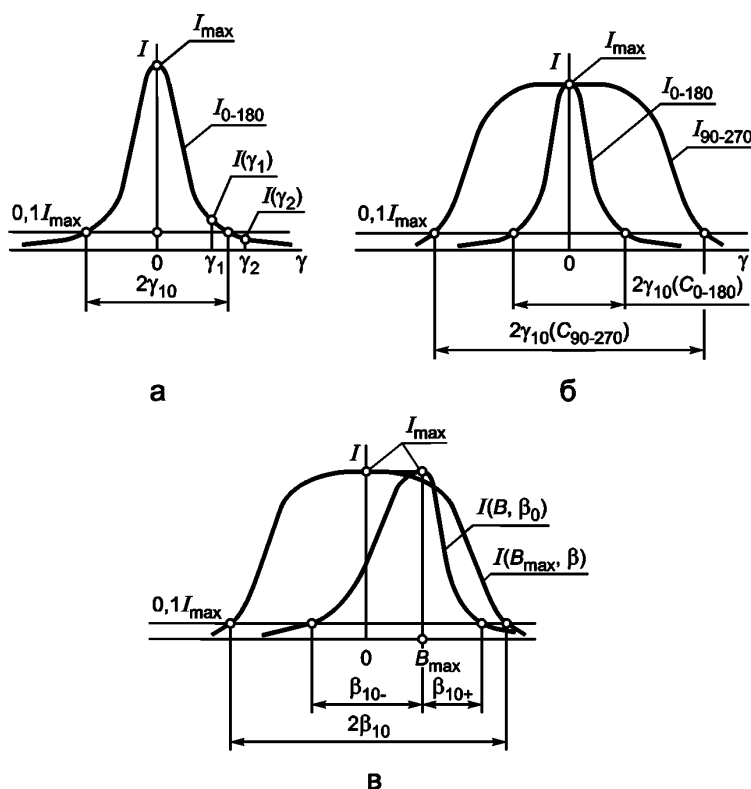 I I_max
I_0-180
I(γ_1)
0,1I_max I(γ_2)
0 γ_1 γ_2 γ
2γ_10
а
I I_max
I_0-180
I_90-270
0,1I_max
0 γ
2γ_10(C_0-180)
2γ_10(C_90-270)
б
I I_max
I(B, β_0)
I(B_max, β)
0,1I_max
0 B_max
β_10- β_10+
2β_10
в